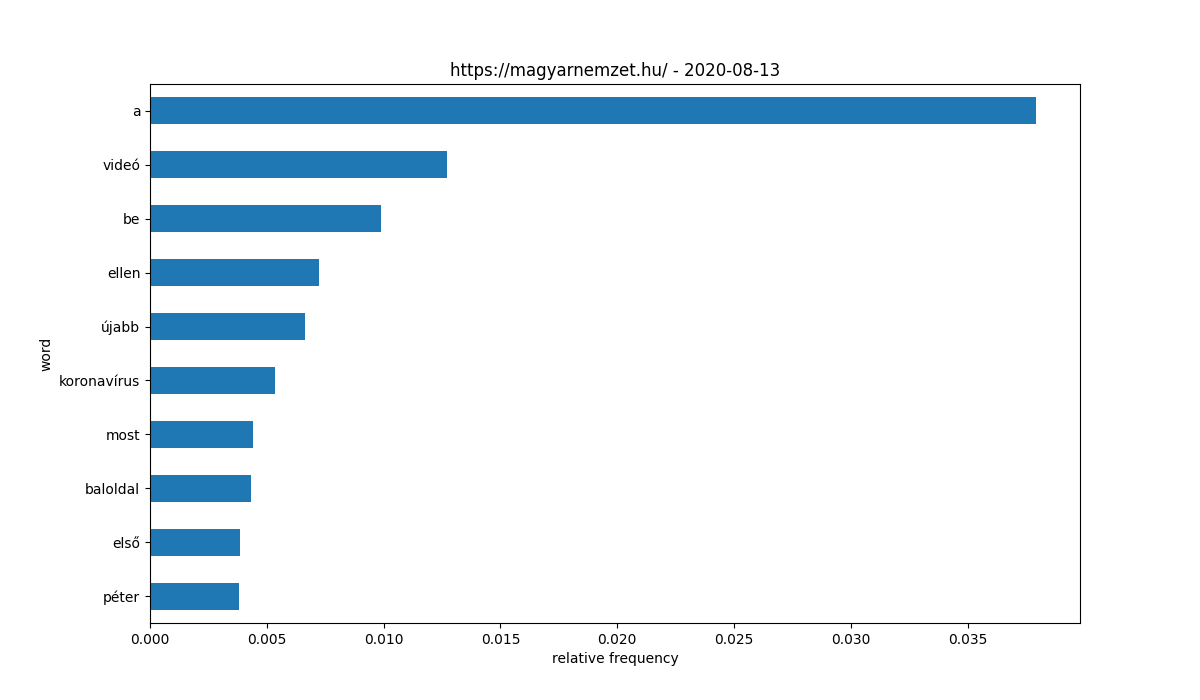 https://magyarnemzet.hu/ - 2020-08-13
a
videó
be
ellen
újabb
koronavírus
most
baloldal
első
péter
word
0.000 0.005 0.010 0.015 0.020 0.025 0.030 0.035
relative frequency